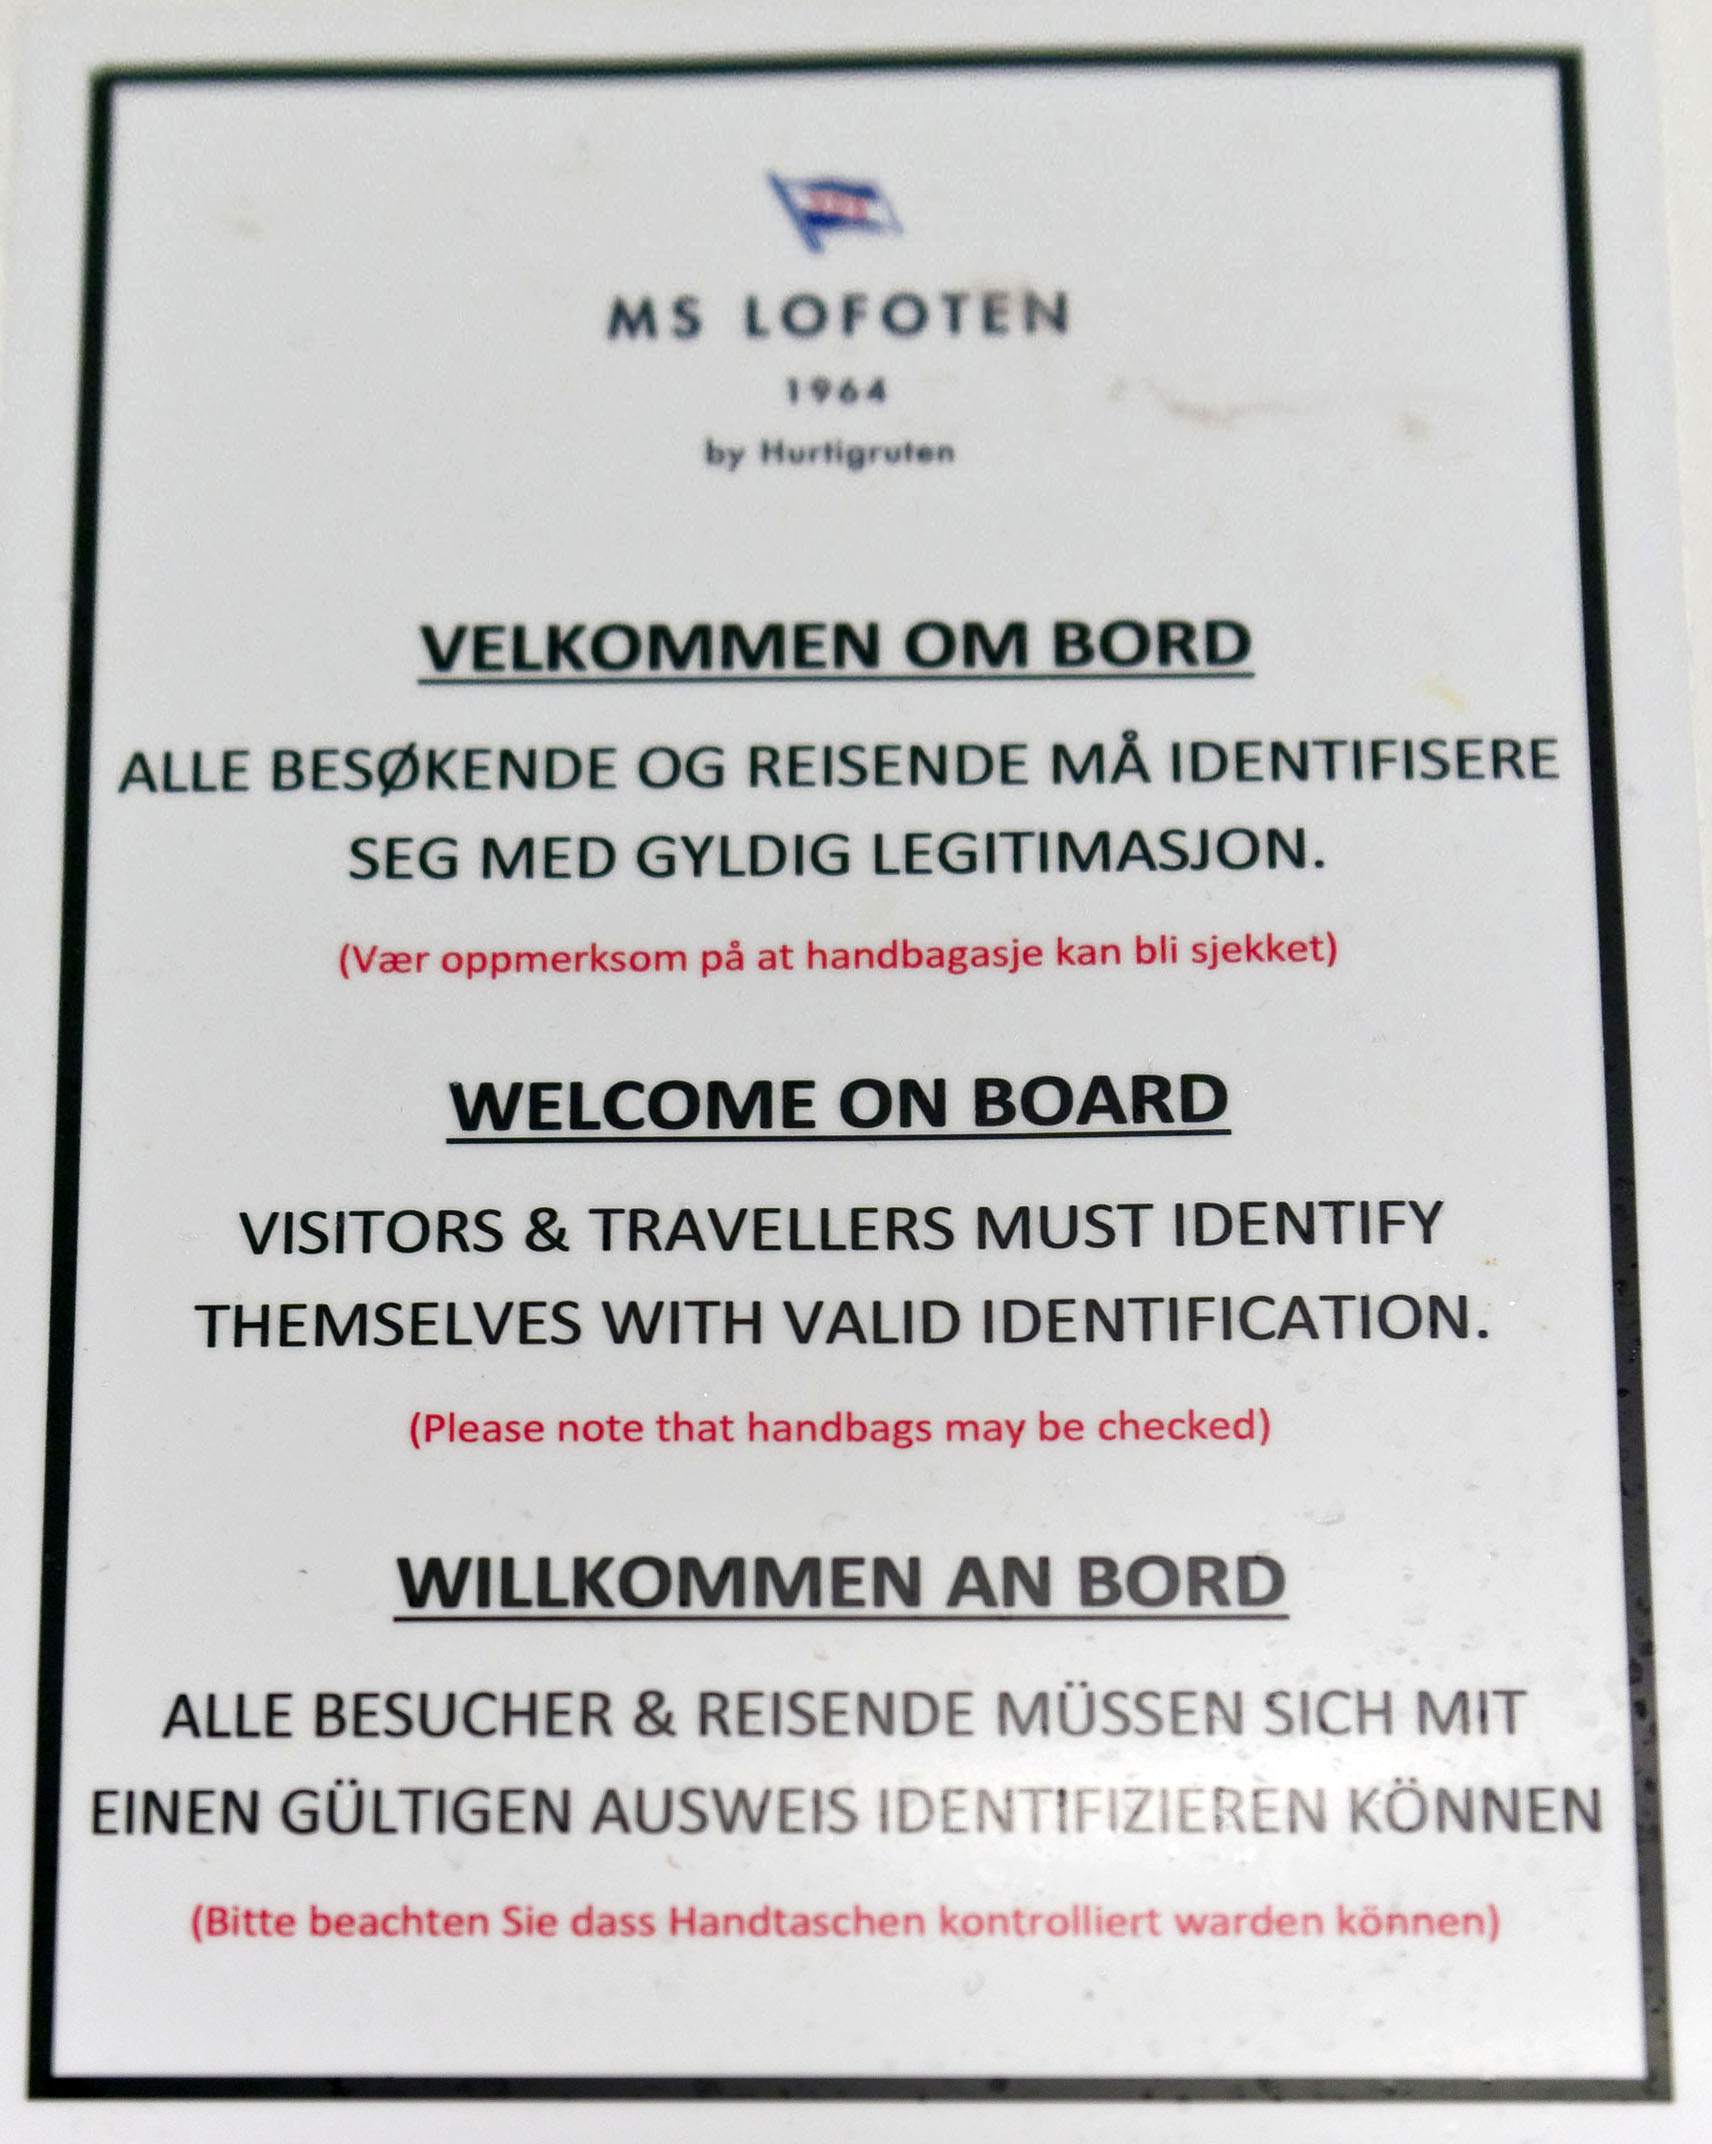 MS LOFOTEN
1964
by Hurtigruten
VELKOMMEN OM BORD
ALLE BESØKENDE OG REISENDE MÅ IDENTIFISERE
SEG MED GYLDIG LEGITIMASJON.
(Vær oppmerksom på at handbagasje kan bli sjekket)
WELCOME ON BOARD
VISITORS & TRAVELLERS MUST IDENTIFY
THEMSELVES WITH VALID IDENTIFICATION.
(Please note that handbags may be checked)
WILLKOMMEN AN BORD
ALLE BESUCHER & REISENDE MÜSSEN SICH MIT
EINEN GÜLTIGEN AUSWEIS IDENTIFIZIEREN KÖNNEN
(Bitte beachten Sie dass Handtaschen kontrolliert warden können)